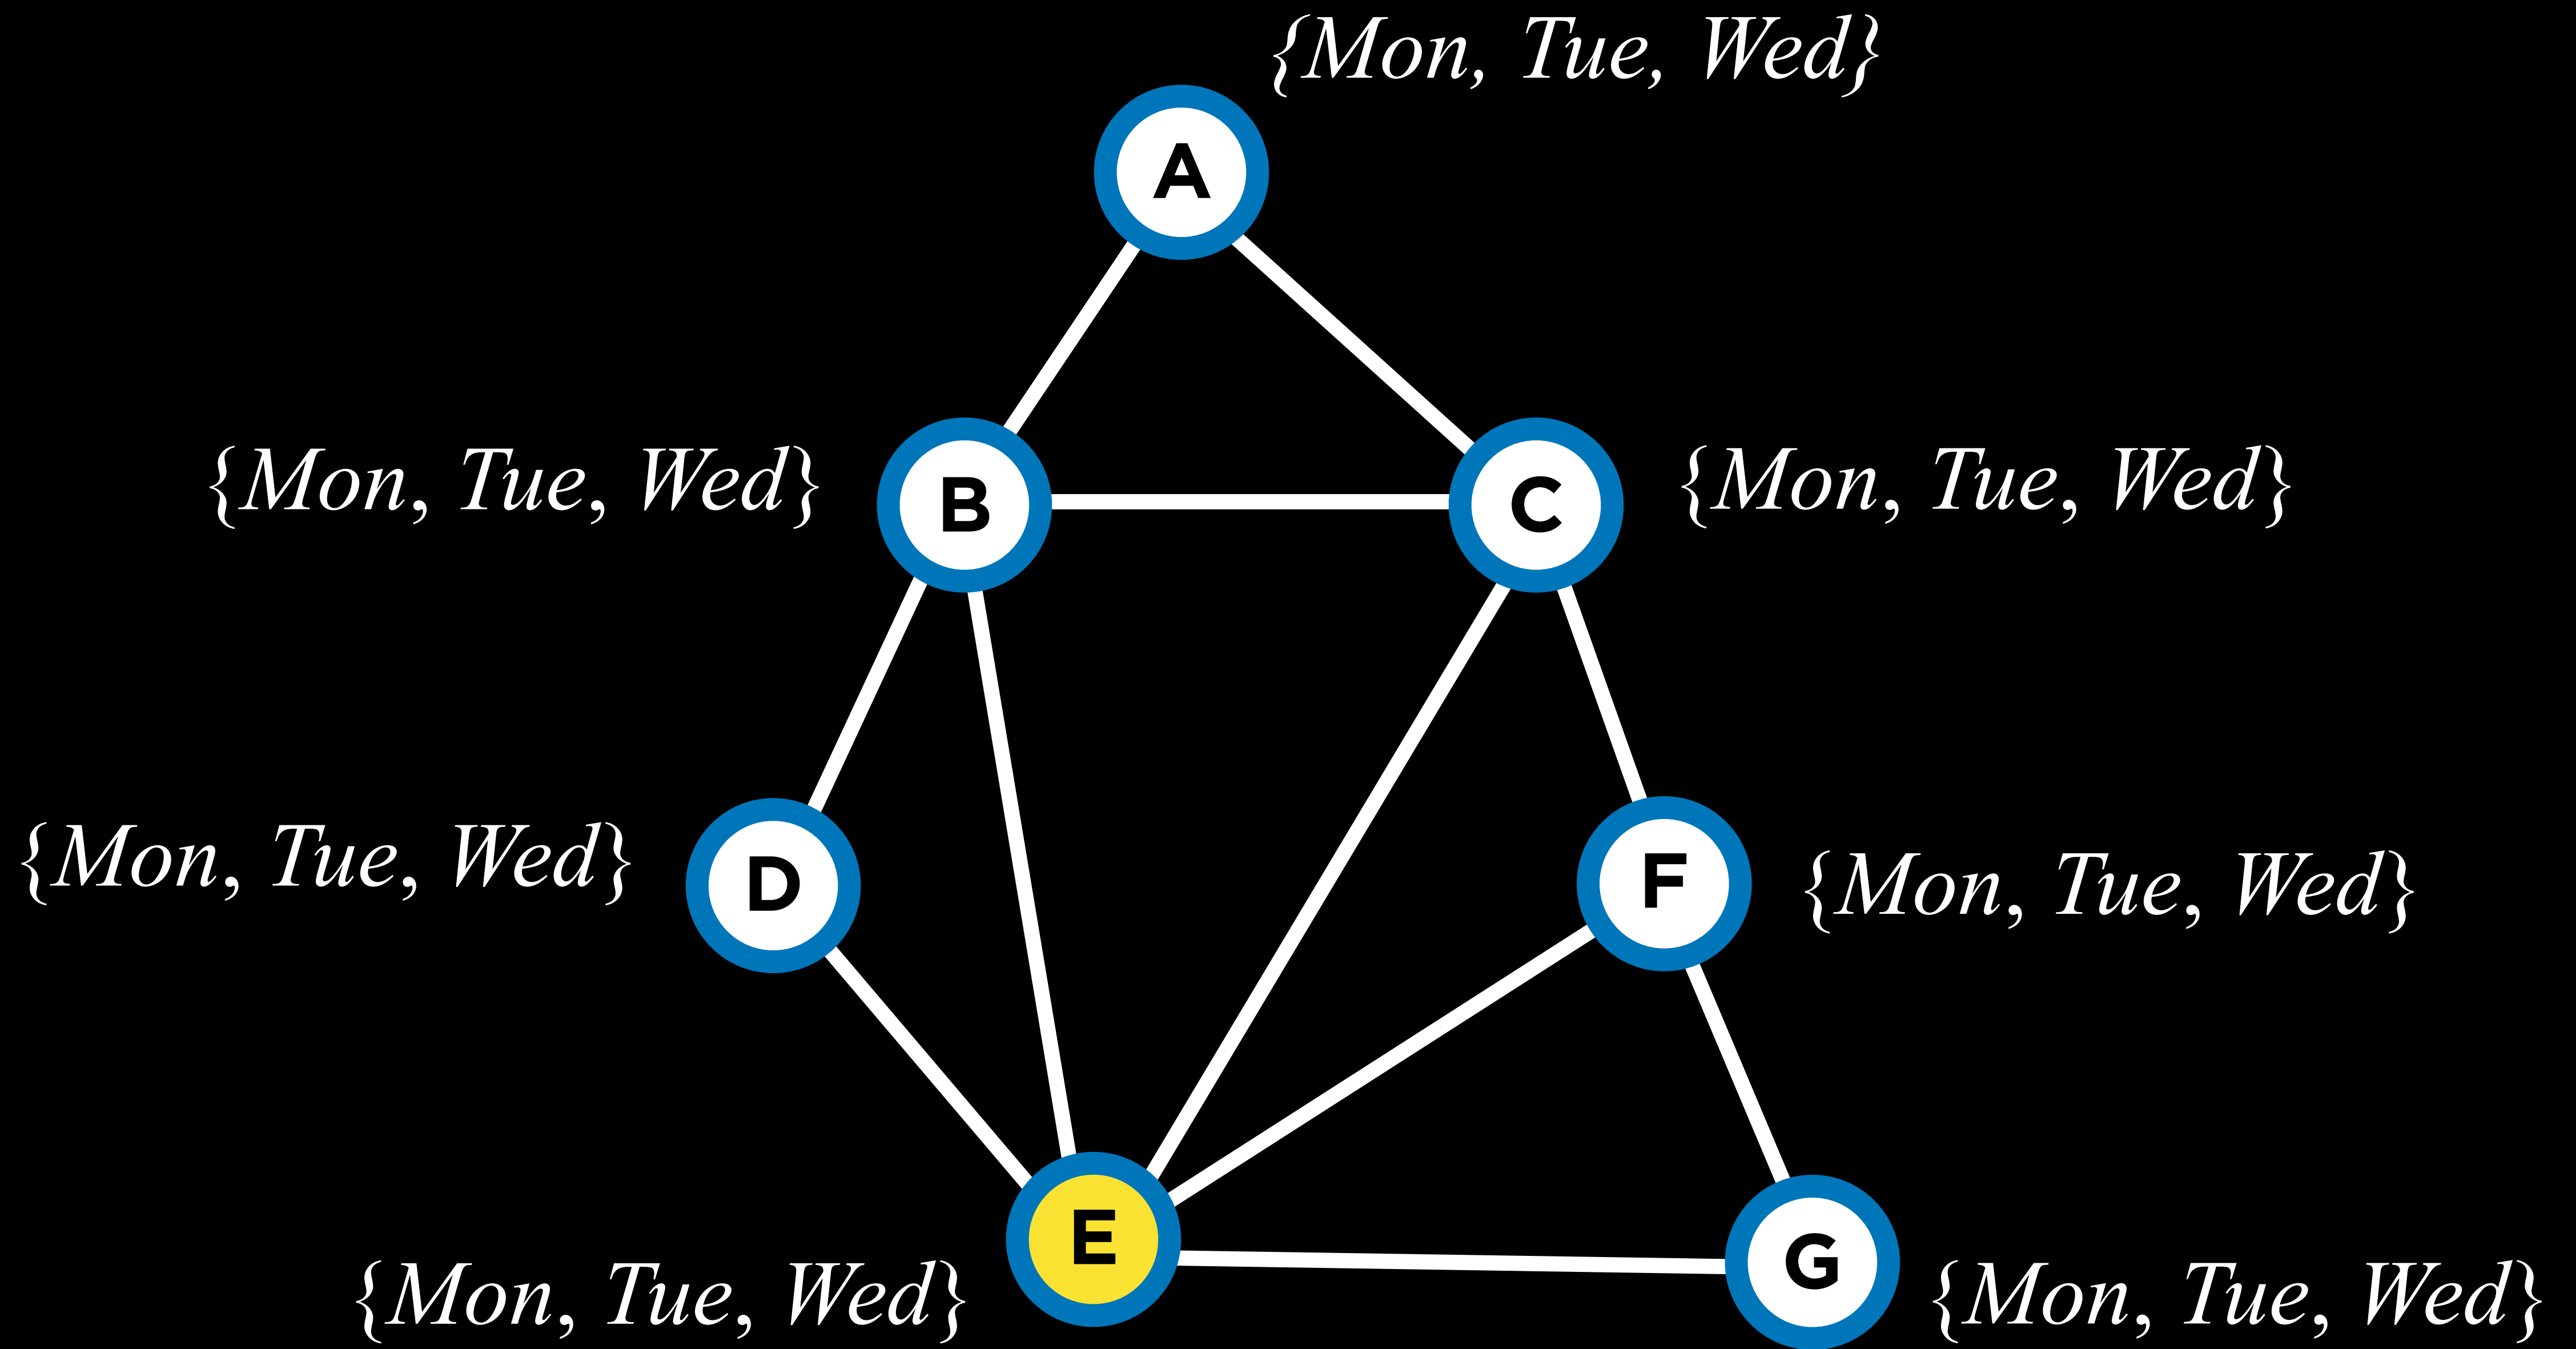 {Mon, Tue, Wed}
A
{Mon, Tue, Wed}
B
C
{Mon, Tue, Wed}
{Mon, Tue, Wed}
D
F
{Mon, Tue, Wed}
E
{Mon, Tue, Wed}
G
{Mon, Tue, Wed}